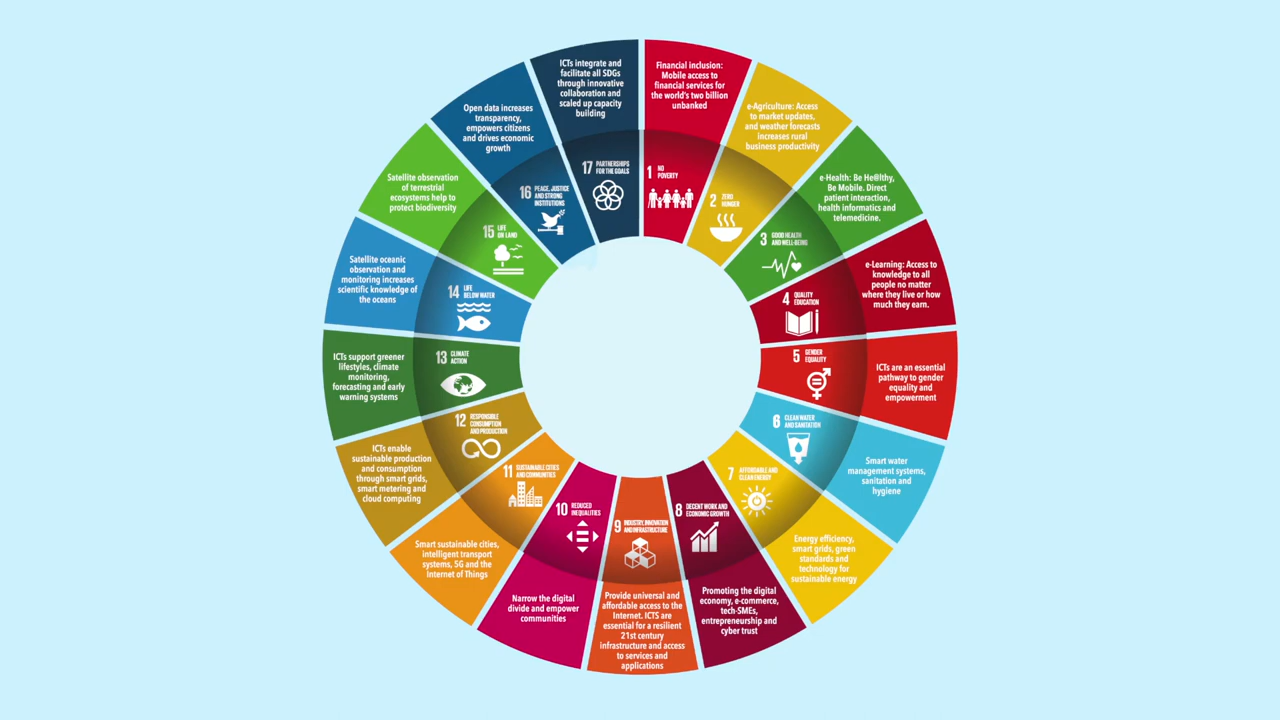 Financial inclusion:
Mobile access to
financial services for
the world's two billion
unbanked
1 NO
POVERTY
e-Agriculture: Access
to market updates,
and weather forecasts
increases rural
business productivity
2 ZERO
HUNGER
e-Health: Be He@lthy,
Be Mobile. Direct
patient interaction,
health informatics and
telemedicine.
3 GOOD HEALTH
AND WELL-BEING
e-Learning: Access to
knowledge to all
people no matter
where they live or how
much they earn.
4 QUALITY
EDUCATION
ICTs are an essential
pathway to gender
equality and
empowerment
5 GENDER
EQUALITY
Smart water
management systems,
sanitation and
hygiene
6 CLEAN WATER
AND SANITATION
Energy efficiency,
smart grids, green
standards and
technology for
sustainable energy
7 AFFORDABLE AND
CLEAN ENERGY
Promoting the digital
economy, e-commerce,
tech-SMEs,
entrepreneurship and
cyber trust
8 DECENT WORK AND
ECONOMIC GROWTH
Provide universal and
affordable access to the
Internet. ICTS are
essential for a resilient
21st century
infrastructure and access
to services and
applications
9 INDUSTRY, INNOVATION
AND INFRASTRUCTURE
Narrow the digital
divide and empower
communities
10 REDUCED
INEQUALITIES
Smart sustainable cities,
intelligent transport
systems, 5G and the
Internet of Things
11 SUSTAINABLE CITIES
AND COMMUNITIES
ICTs enable
sustainable production
and consumption
through smart grids,
smart metering and
cloud computing
12 RESPONSIBLE
CONSUMPTION
AND PRODUCTION
ICTs support greener
lifestyles, climate
monitoring,
forecasting and early
warning systems
13 CLIMATE
ACTION
Satellite oceanic
observation and
monitoring increases
scientific knowledge of
the oceans
14 LIFE
BELOW WATER
Satellite observation
of terrestrial
ecosystems help to
protect biodiversity
15 LIFE
ON LAND
Open data increases
transparency,
empowers citizens
and drives economic
growth
16 PEACE, JUSTICE
AND STRONG
INSTITUTIONS
ICTs integrate and
facilitate all SDGs
through innovative
collaboration and
scaled up capacity
building
17 PARTNERSHIPS
FOR THE GOALS